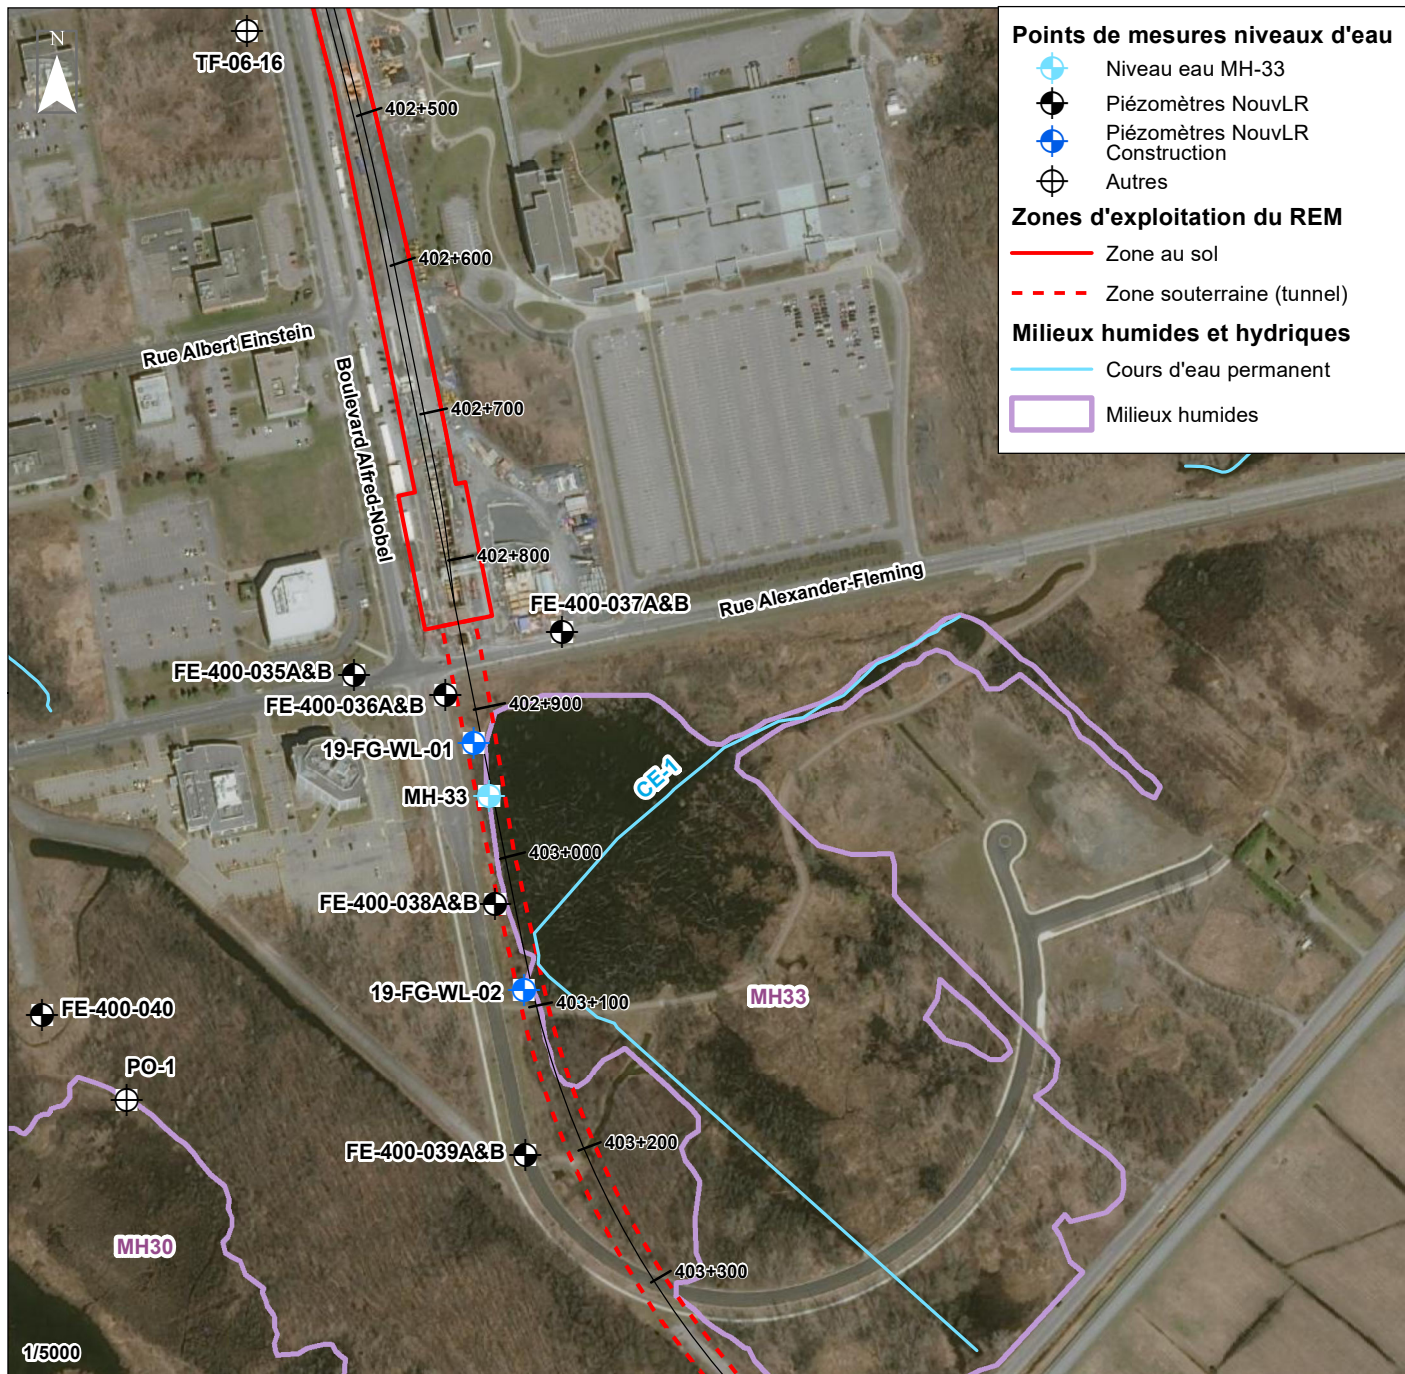 N
TF-06-16
402+500
402+600
Rue Albert Einstein
Boulevard Alfred-Nobel
402+700
402+800
FE-400-037A&B
Rue Alexander-Fleming
FE-400-035A&B
FE-400-036A&B
402+900
19-FG-WL-01
CE-1
MH-33
403+000
FE-400-038A&B
19-FG-WL-02
MH33
403+100
FE-400-040
PO-1
403+200
FE-400-039A&B
MH30
403+300
1/5000
Points de mesures niveaux d'eau
Niveau eau MH-33
Piézomètres NouvLR
Piézomètres NouvLR
Construction
Autres
Zones d'exploitation du REM
Zone au sol
Zone souterraine (tunnel)
Milieux humides et hydriques
Cours d'eau permanent
Milieux humides